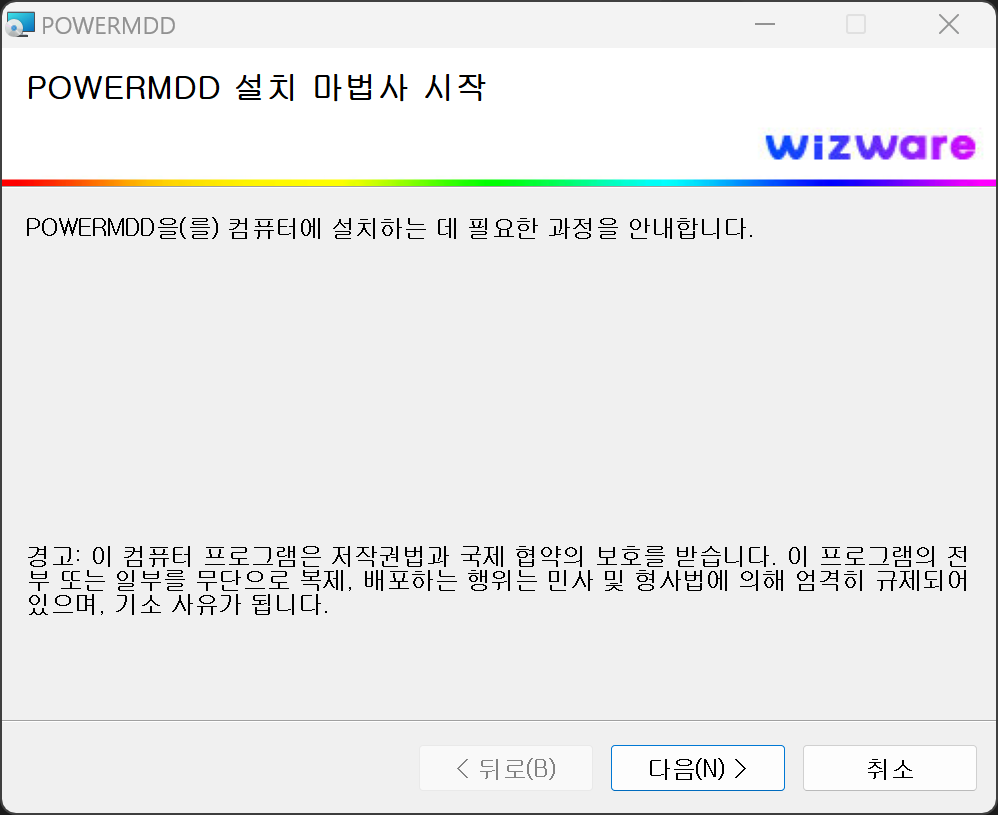 POWERMDD
POWERMDD 설치 마법사 시작
wizware
POWERMDD을(를) 컴퓨터에 설치하는 데 필요한 과정을 안내합니다.
경고: 이 컴퓨터 프로그램은 저작권법과 국제 협약의 보호를 받습니다. 이 프로그램의 전
부 또는 일부를 무단으로 복제, 배포하는 행위는 민사 및 형사법에 의해 엄격히 규제되어
있으며, 기소 사유가 됩니다.
< 뒤로(B) 다음(N) > 취소